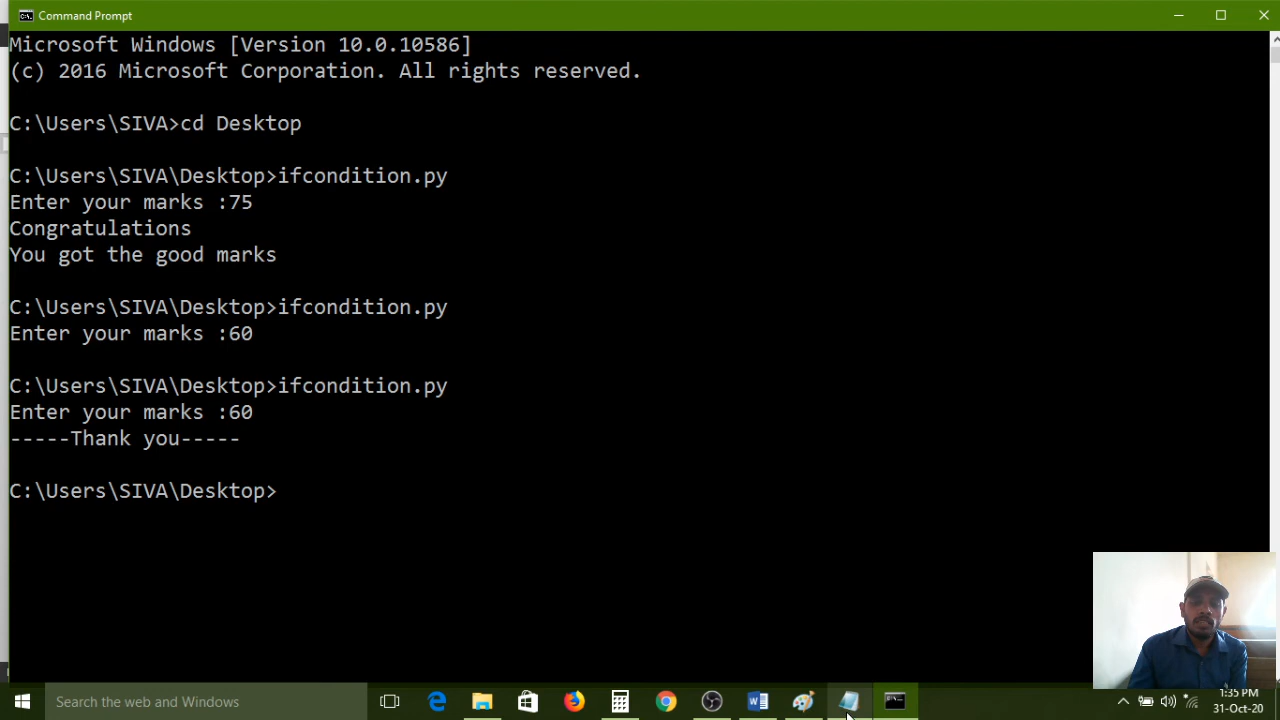 Command Prompt
Microsoft Windows [Version 10.0.10586]
(c) 2016 Microsoft Corporation. All rights reserved.
C:\Users\SIVA>cd Desktop
C:\Users\SIVA\Desktop>ifcondition.py
Enter your marks :75
Congratulations
You got the good marks
C:\Users\SIVA\Desktop>ifcondition.py
Enter your marks :60
C:\Users\SIVA\Desktop>ifcondition.py
Enter your marks :60
-----Thank you-----
C:\Users\SIVA\Desktop>
Search the web and Windows
1:35 PM
31-Oct-20